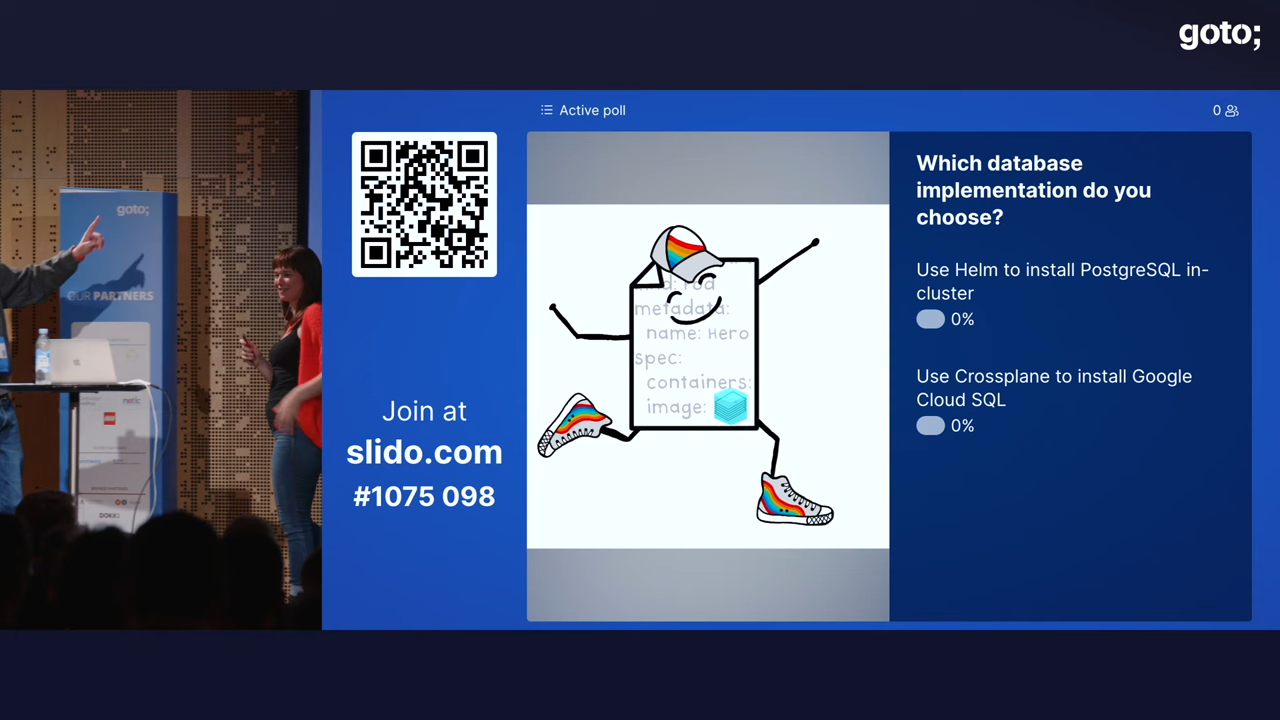 goto;
Active poll
0
goto;
OUR PARTNERS
Join at
slido.com
#1075 098
kind: Pod
metadata:
name: Hero
spec:
containers:
image:
Which database
implementation do you
choose?
Use Helm to install PostgreSQL in-
cluster
0%
Use Crossplane to install Google
Cloud SQL
0%